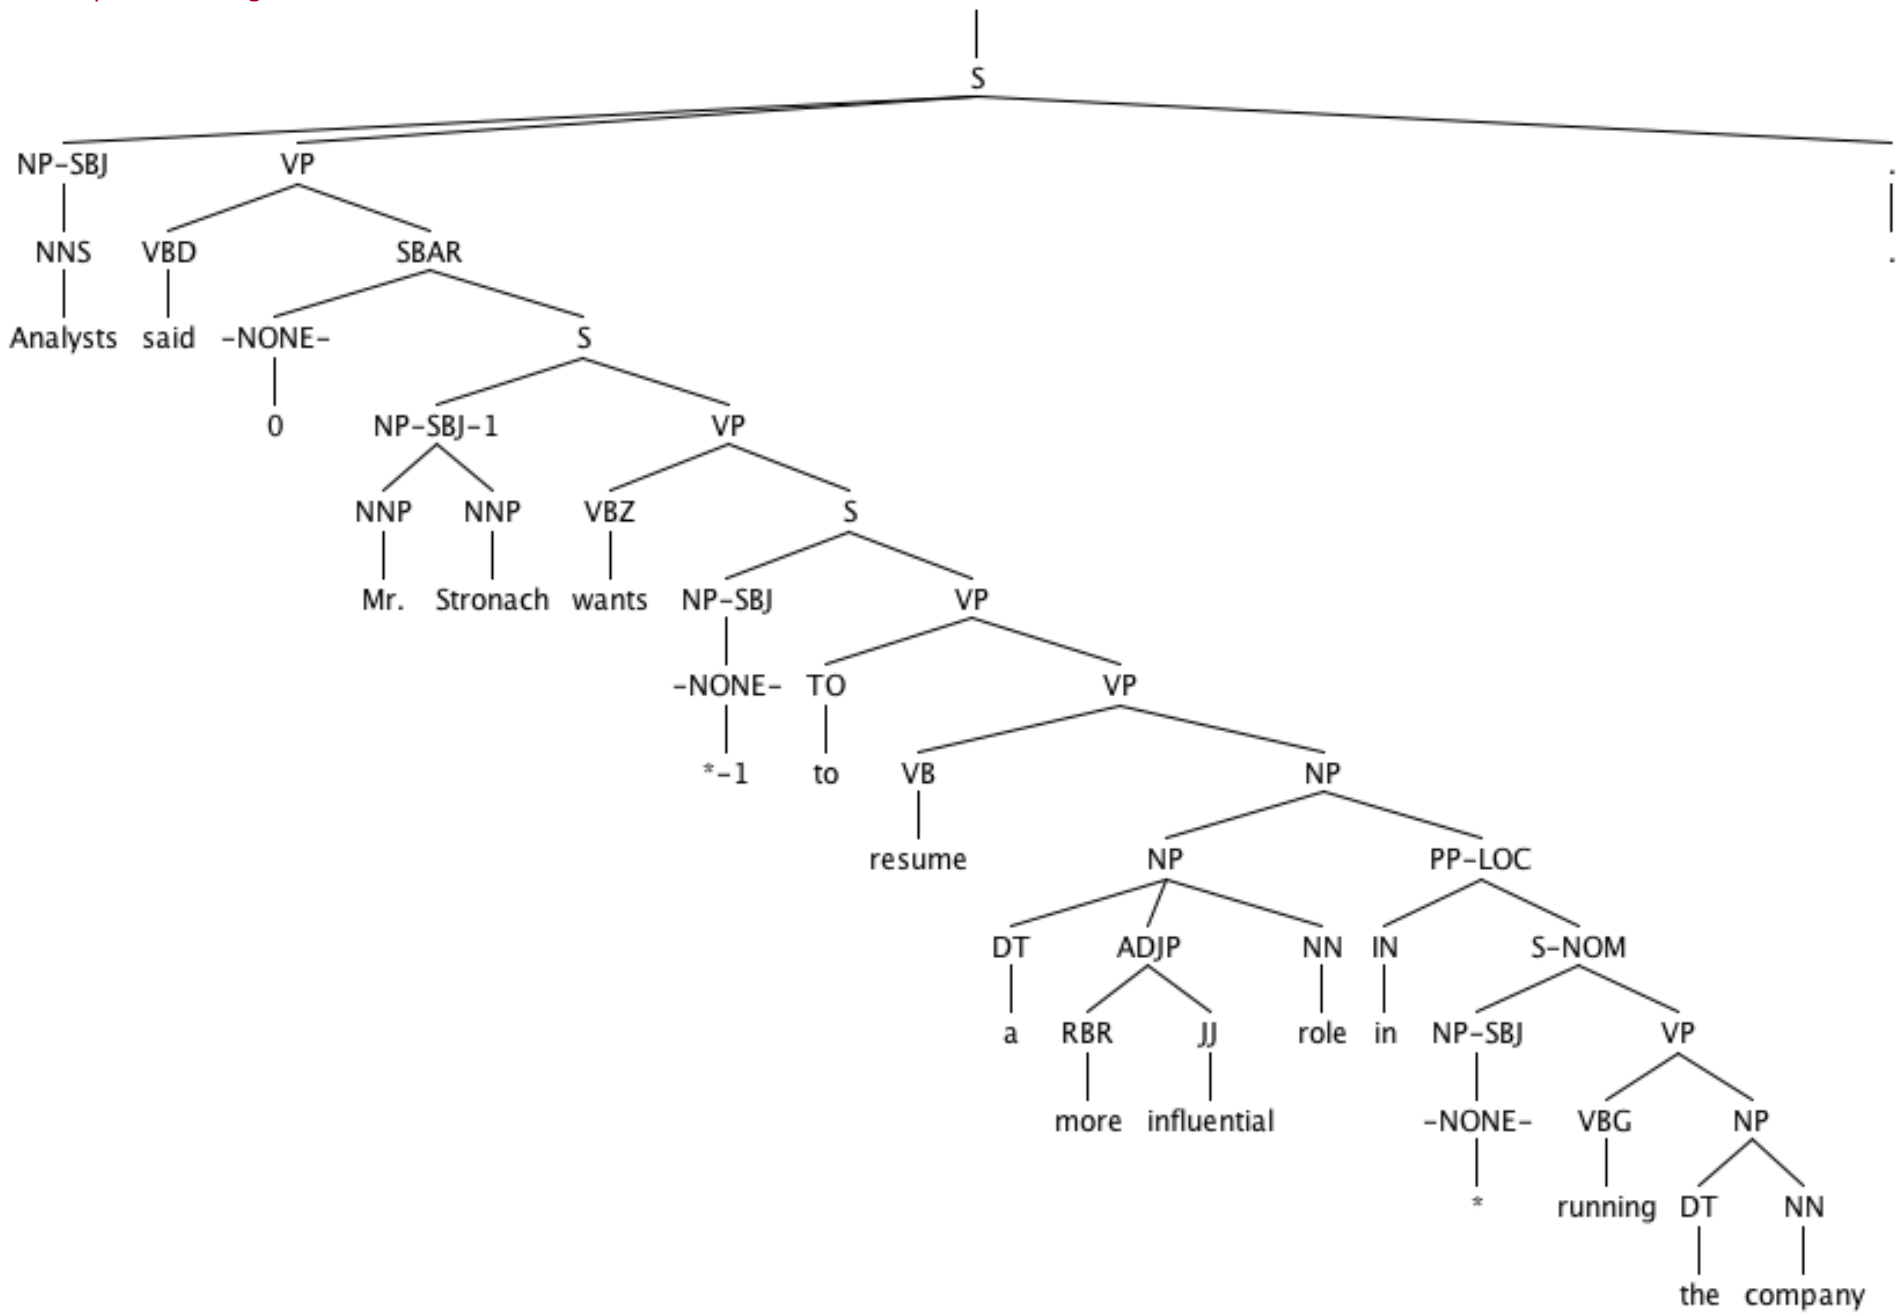 S
NP-SBJ VP .
NNS VBD SBAR .
Analysts said -NONE- S
0 NP-SBJ-1 VP
NNP NNP VBZ S
Mr. Stronach wants NP-SBJ VP
-NONE- TO VP
*-1 to VB NP
resume NP PP-LOC
DT ADJP NN IN S-NOM
a RBR JJ role in NP-SBJ VP
more influential -NONE- VBG NP
* running DT NN
the company